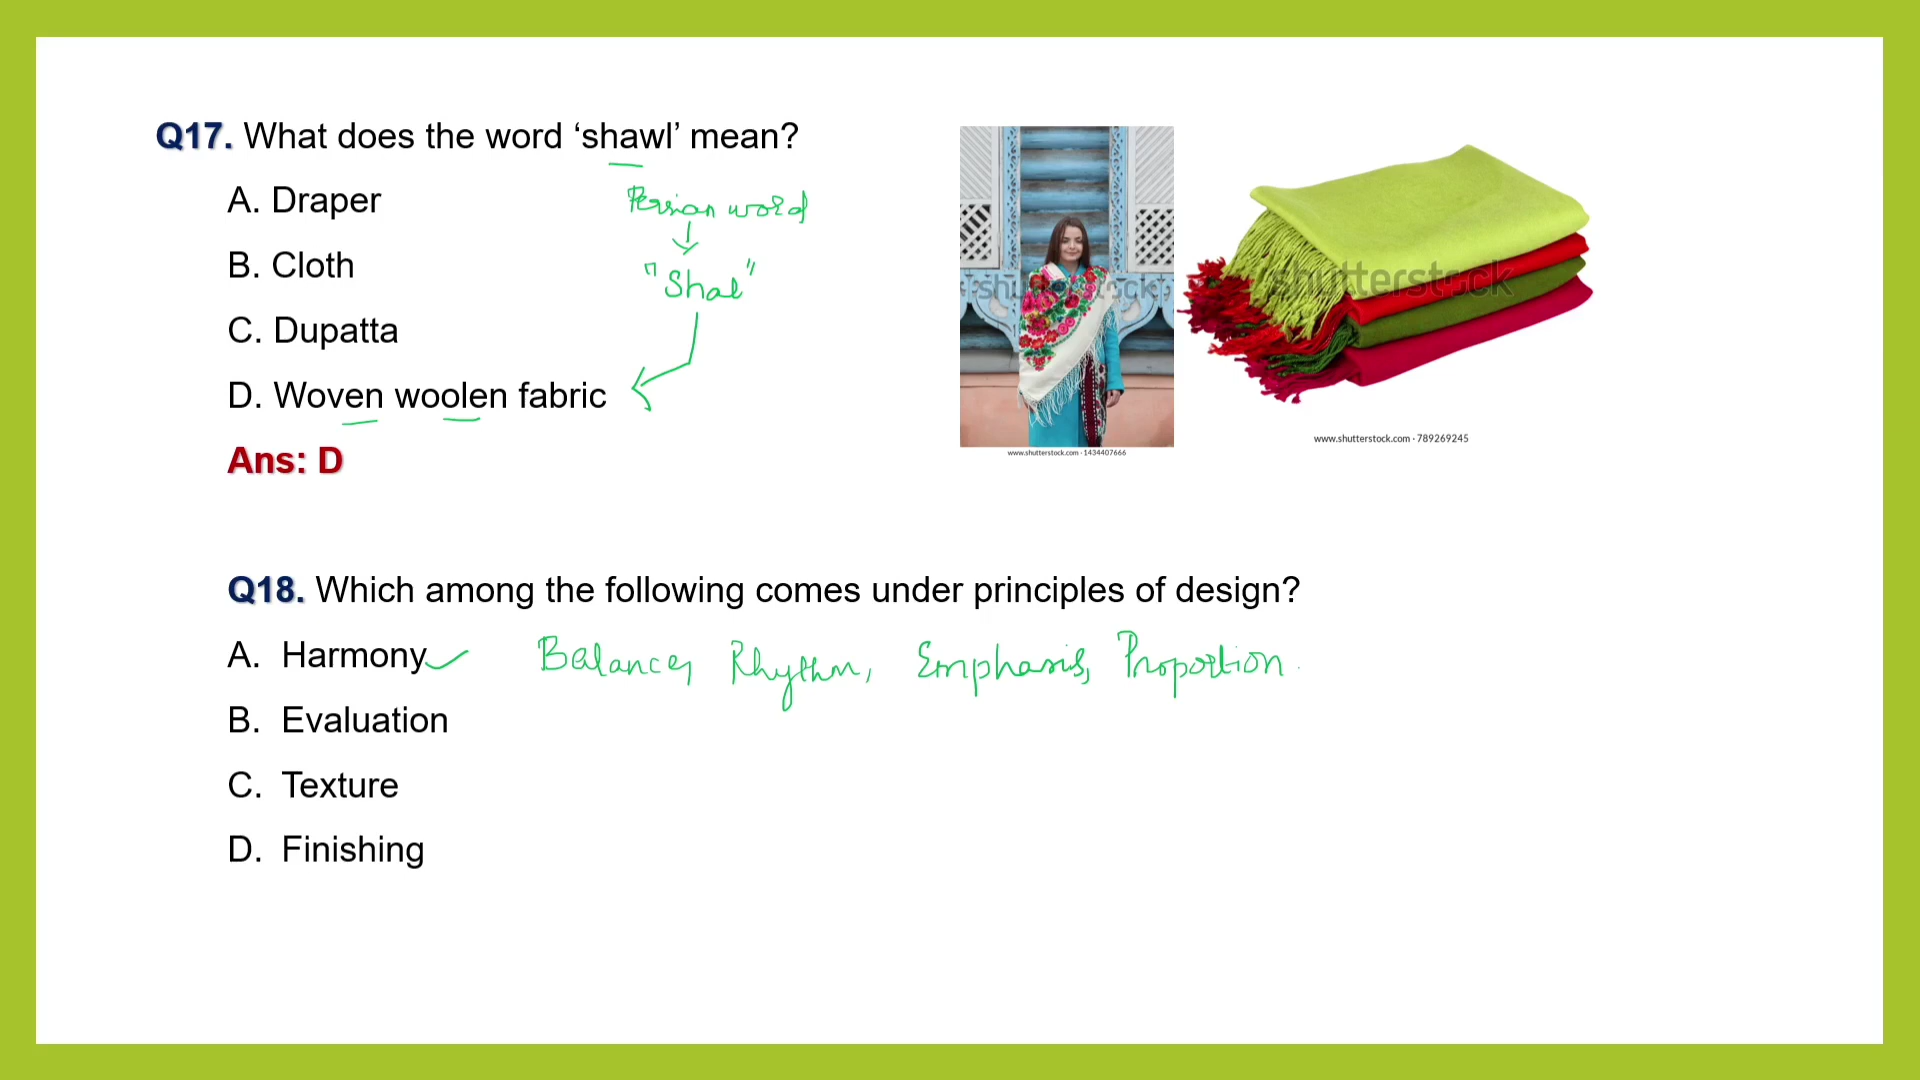 Q17. What does the word ‘shawl’ mean?
A. Draper
Persian word
B. Cloth
"Shal"
C. Dupatta
D. Woven woolen fabric
Ans: D
shutterstock
shutterstock
www.shutterstock.com · 1434407666
www.shutterstock.com · 789269245
Q18. Which among the following comes under principles of design?
A. Harmony Balance, Rhythm, Emphasis, Proportion.
B. Evaluation
C. Texture
D. Finishing